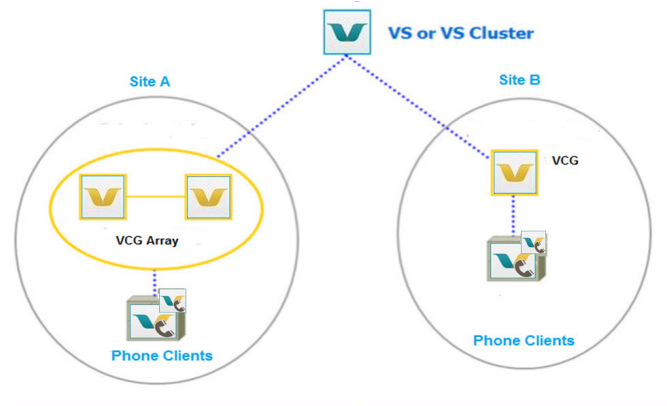 VS or VS Cluster
Site A
Site B
VCG
VCG Array
Phone Clients
Phone Clients